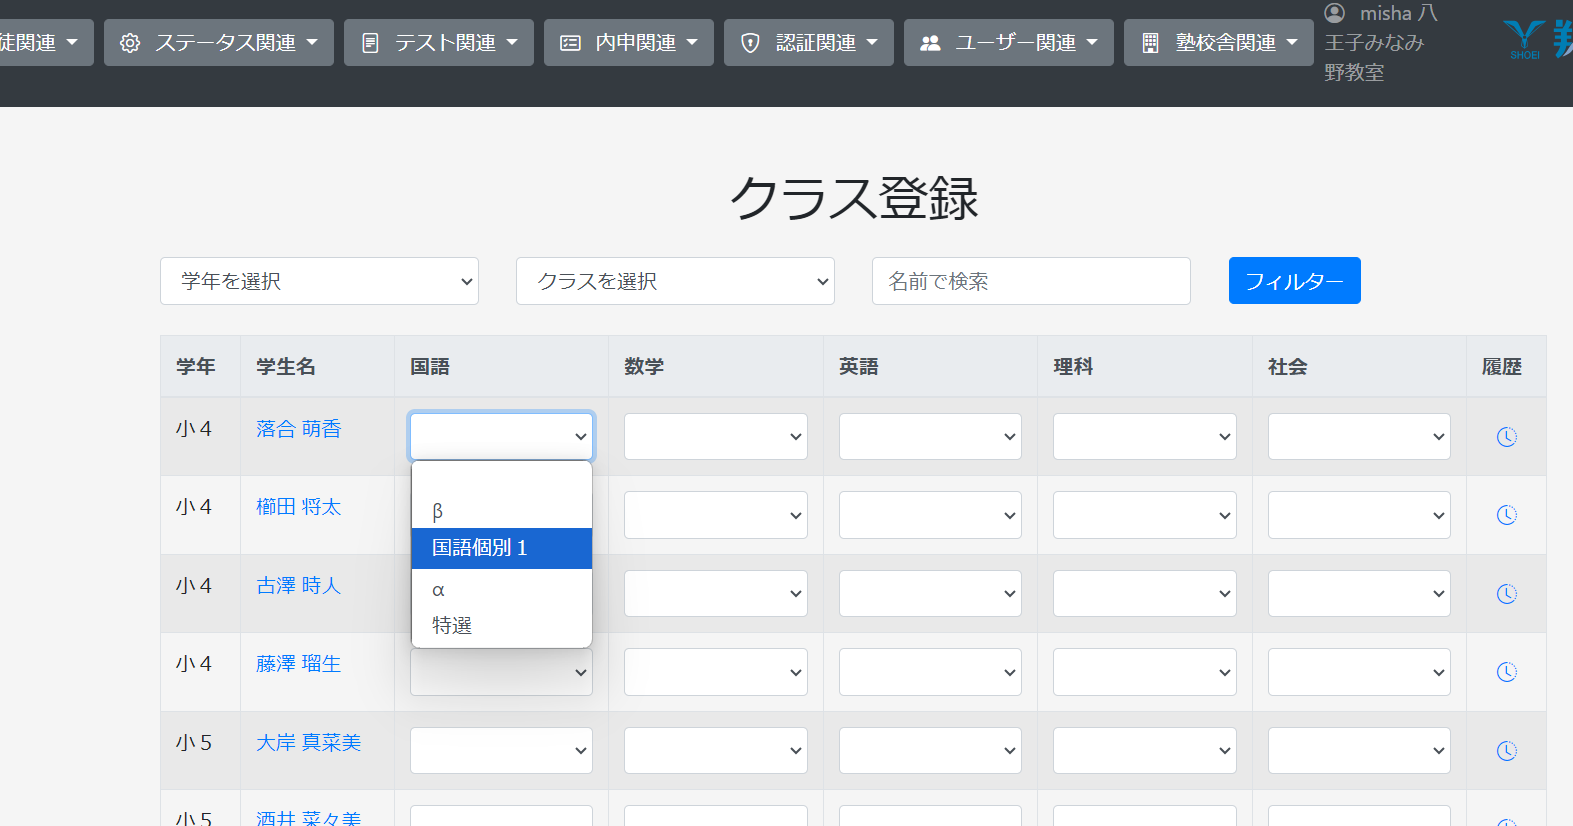 misha 八
王子みなみ
野教室
徒関連
ステータス関連
テスト関連
内申関連
認証関連
ユーザー関連
塾校舎関連
SHOEI
クラス登録
学年を選択
クラスを選択
名前で検索
フィルター
学年 学生名 国語 数学 英語 理科 社会 履歴
小4 落合 萌香
β
国語個別1
α
特選
小4 櫛田 将太
小4 古澤 時人
小4 藤澤 瑠生
小5 大岸 真菜美
小5 酒井 菜々美